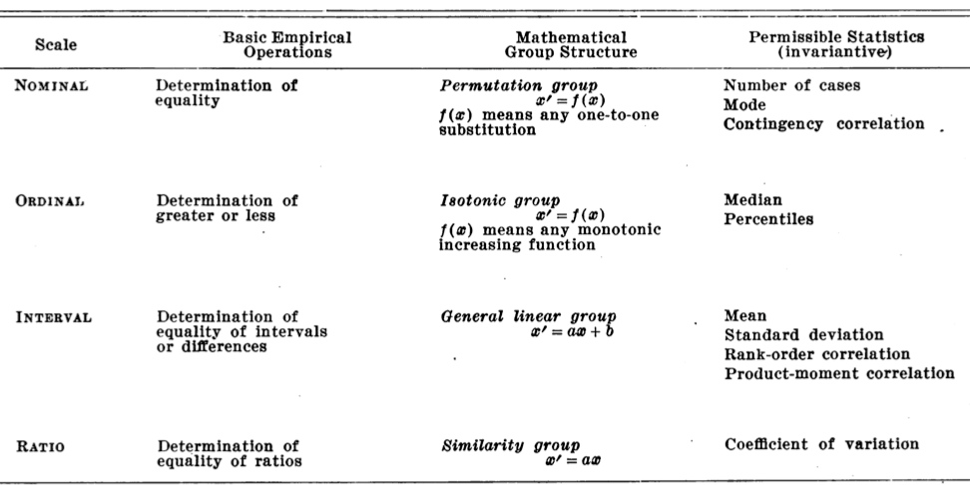 Scale
Basic Empirical
Operations
Mathematical
Group Structure
Permissible Statistics
(invariantive)
NOMINAL
Determination of
equality
Permutation group
x′ = f(x)
f(x) means any one-to-one
substitution
Number of cases
Mode
Contingency correlation
ORDINAL
Determination of
greater or less
Isotonic group
x′ = f(x)
f(x) means any monotonic
increasing function
Median
Percentiles
INTERVAL
Determination of
equality of intervals
or differences
General linear group
x′ = ax + b
Mean
Standard deviation
Rank-order correlation
Product-moment correlation
RATIO
Determination of
equality of ratios
Similarity group
x′ = ax
Coefficient of variation